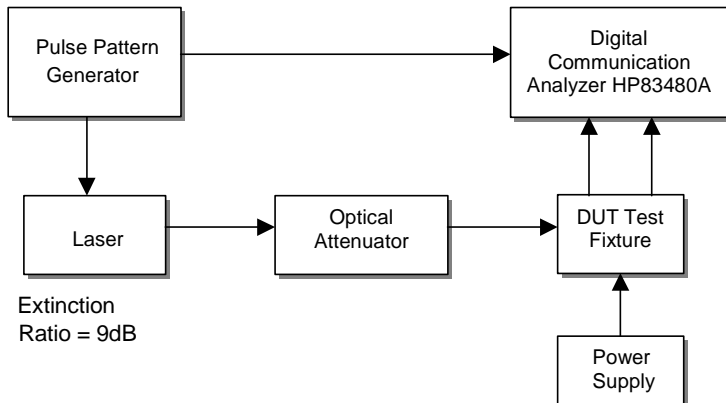 Pulse Pattern
Generator
Digital
Communication
Analyzer HP83480A
Laser
Optical
Attenuator
DUT Test
Fixture
Extinction
Ratio = 9dB
Power
Supply